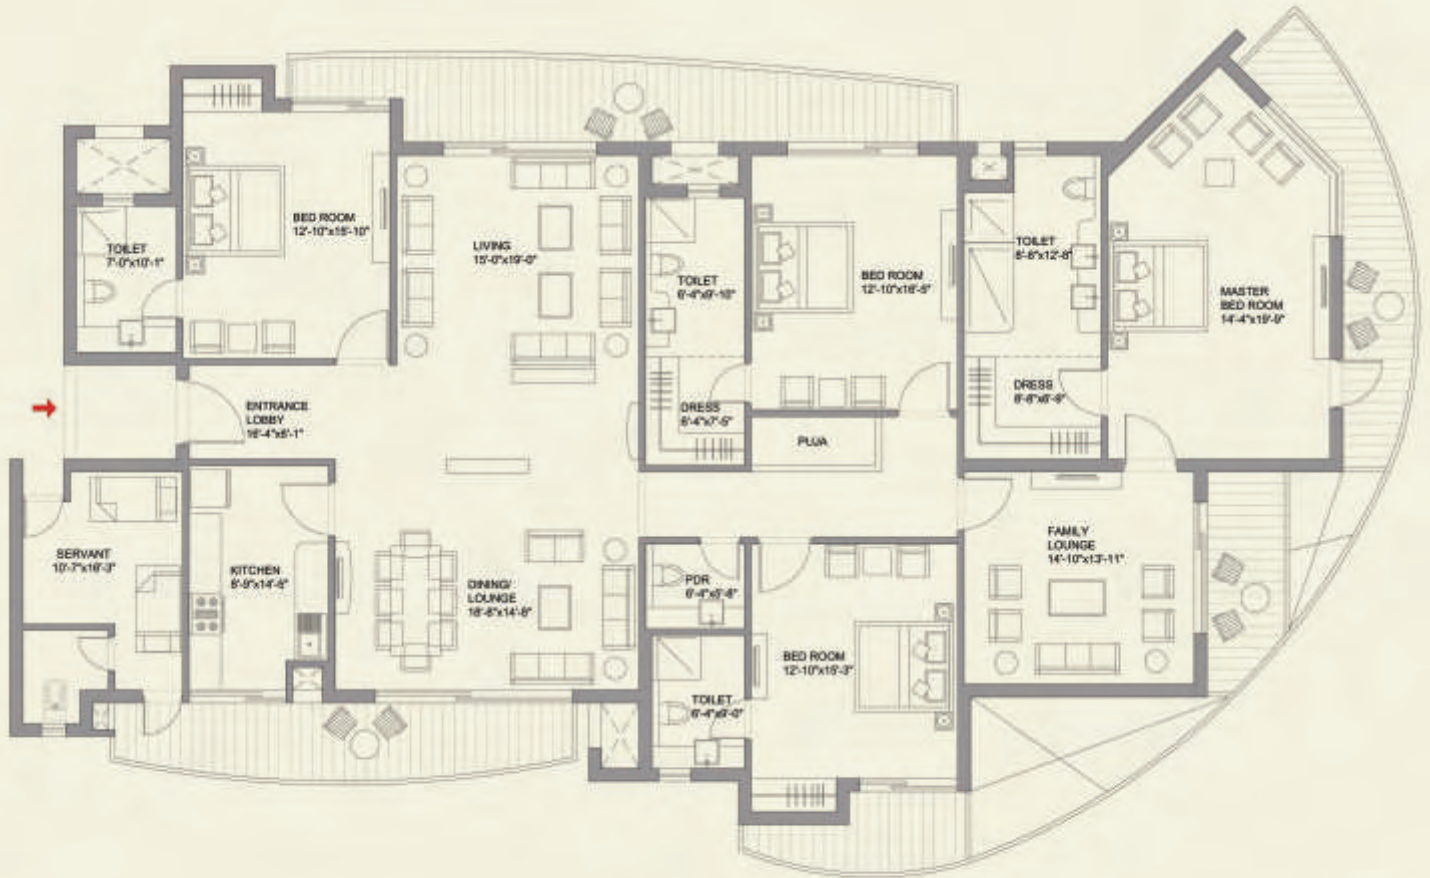 BED ROOM
12'-10"x15'-10"
TOILET
7'-0"x10'-1"
LIVING
15'-0"x19'-0"
TOILET
6'-4"x9'-10"
BED ROOM
12'-10"x16'-5"
TOILET
8'-8"x12'-8"
MASTER
BED ROOM
14'-4"x19'-9"
ENTRANCE
LOBBY
16'-4"x6'-1"
DRESS
6'-4"x7'-5"
PUJA
DRESS
8'-8"x6'-9"
SERVANT
10'-7"x16'-3"
KITCHEN
8'-9"x14'-6"
DINING/
LOUNGE
18'-8"x14'-8"
PDR
6'-4"x5'-8"
FAMILY
LOUNGE
14'-10"x13'-11"
BED ROOM
12'-10"x15'-3"
TOILET
6'-4"x9'-0"